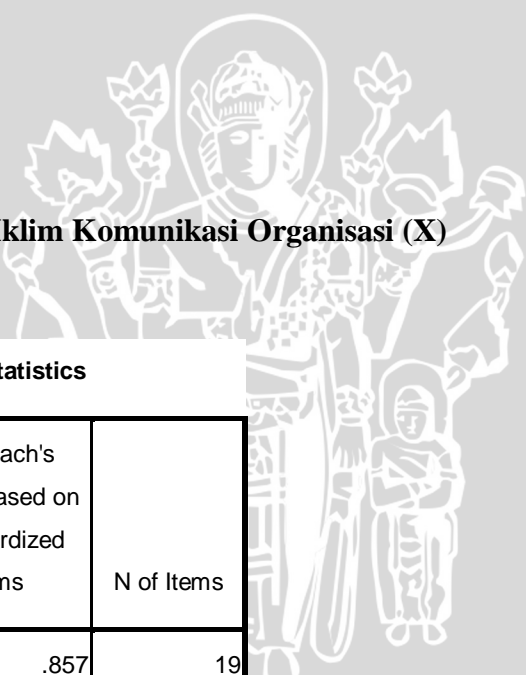 Iklim Komunikasi Organisasi (X)
tatistics
ach's
ased on
rdized
ms
N of Items
.857
19